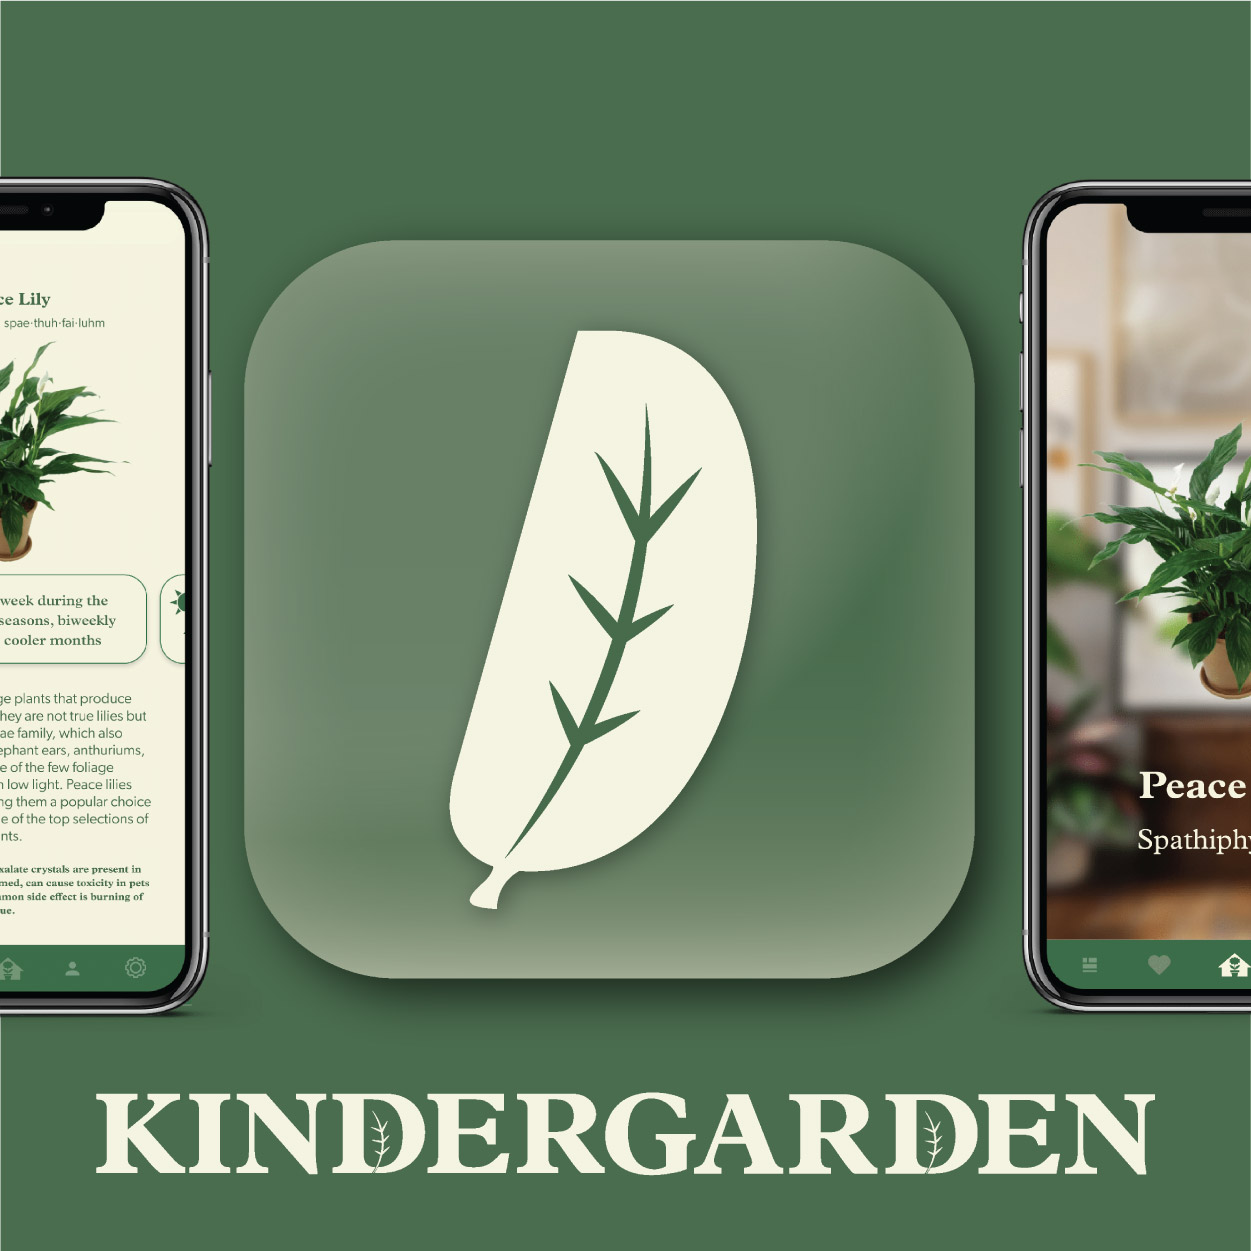 ce Lily
spae·thuh·fai·luhm
week during the
seasons, biweekly
cooler months
ge plants that produce
hey are not true lilies but
ae family, which also
ephant ears, anthuriums,
e of the few foliage
n low light. Peace lilies
ng them a popular choice
e of the top selections of
nts.
xalate crystals are present in
med, can cause toxicity in pets
mmon side effect is burning of
ue.
Peace
Spathiphy
KINDERGARDEN